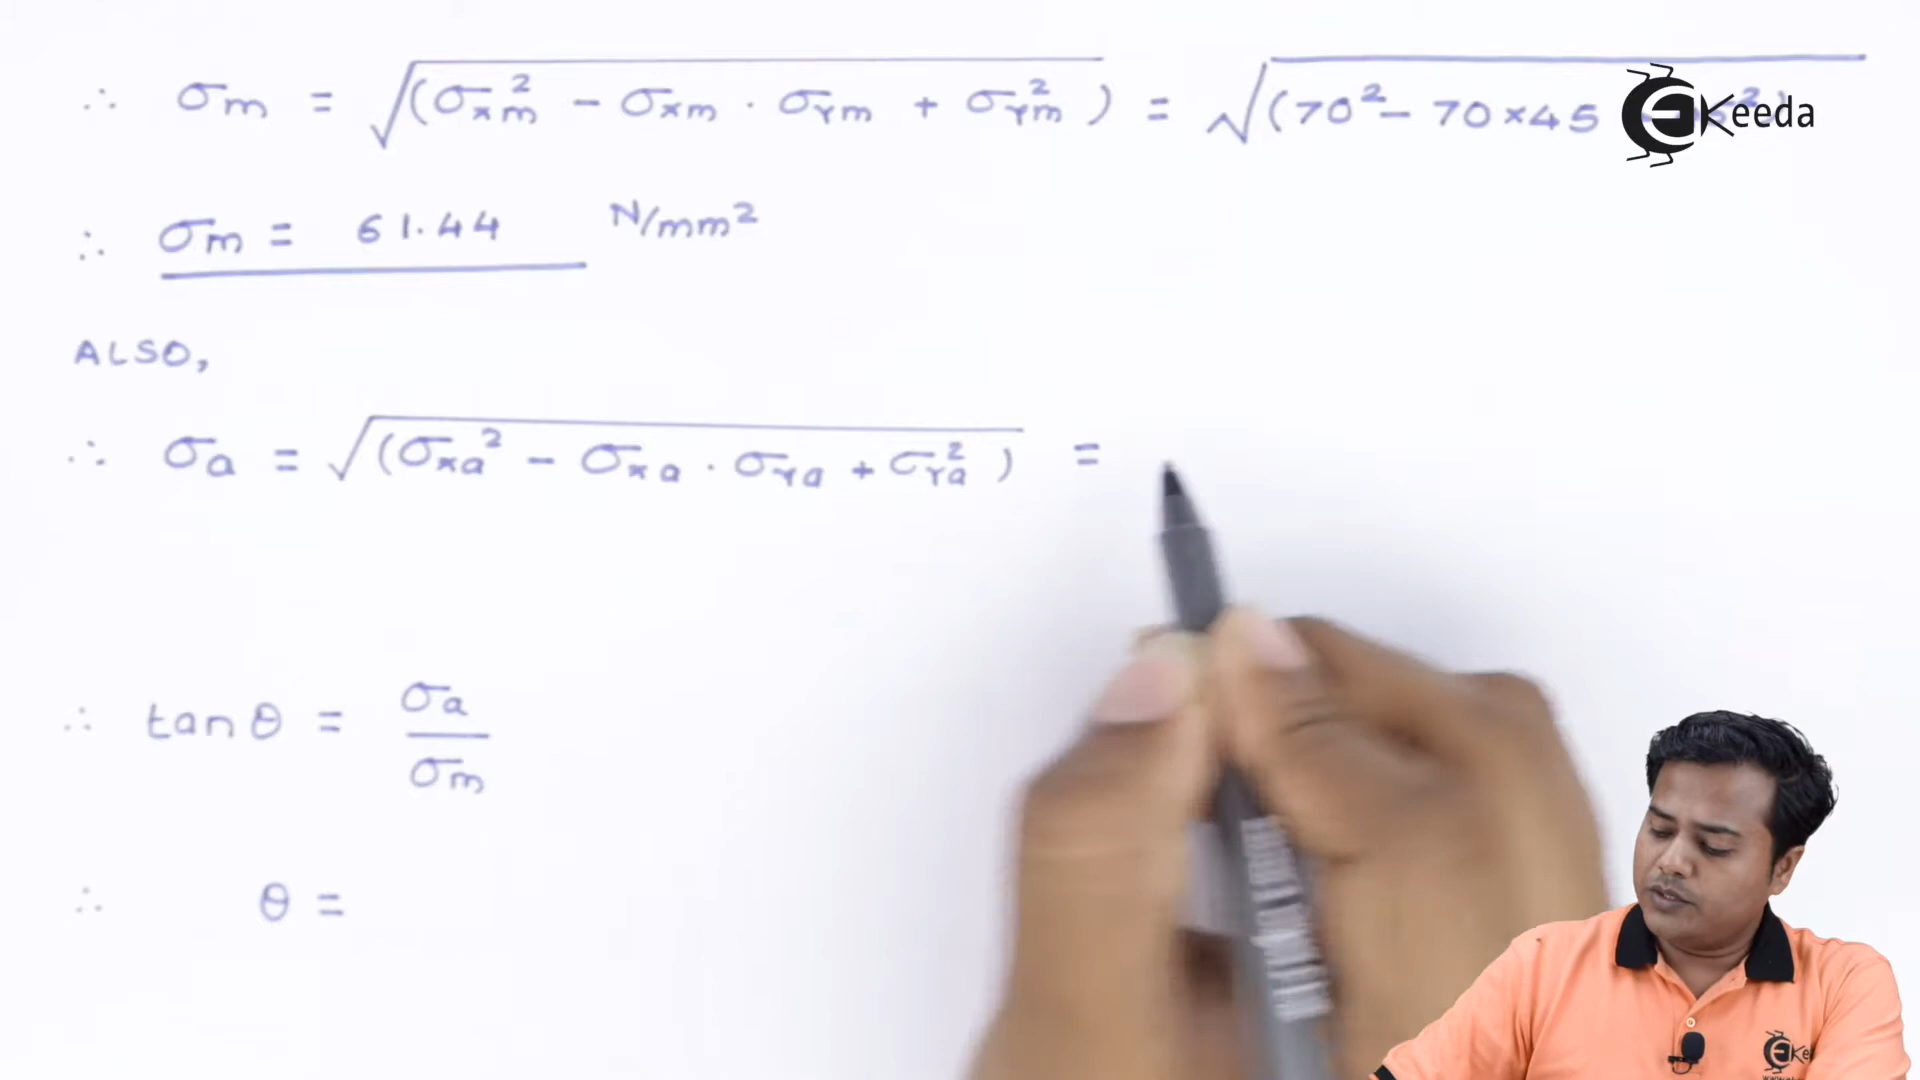 ∴ σm = √(σxm² - σxm · σym + σym²) = √(70² - 70×45
EKeeda
∴ σm = 61.44 N/mm²
ALSO,
∴ σa = √(σxa² - σxa · σya + σya²) =
∴ tanθ = σa/σm
∴ θ =